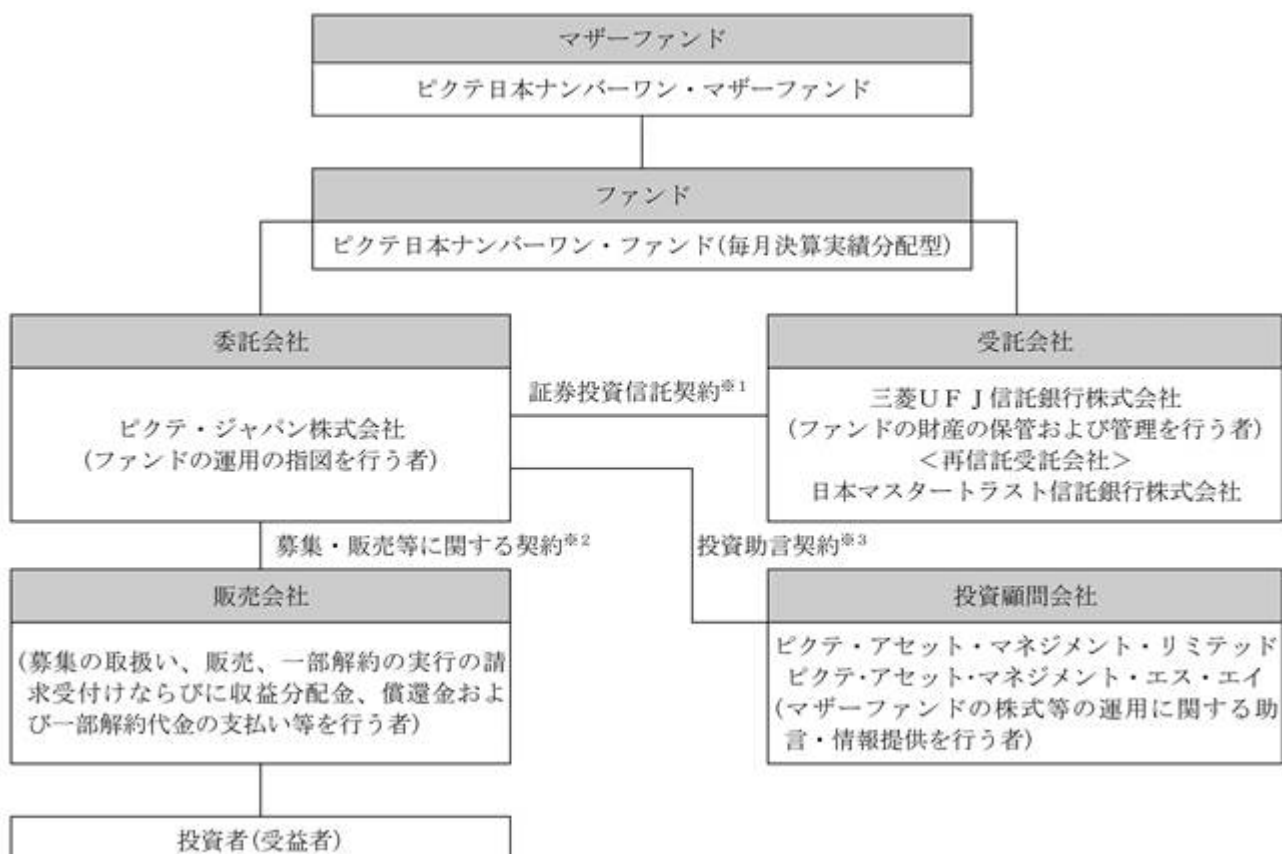 マザーファンド
ピクテ日本ナンバーワン・マザーファンド
ファンド
ピクテ日本ナンバーワン・ファンド(毎月決算実績分配型)
委託会社
ピクテ・ジャパン株式会社
(ファンドの運用の指図を行う者)
証券投資信託契約※1
受託会社
三菱UFJ信託銀行株式会社
(ファンドの財産の保管および管理を行う者)
<再信託受託会社>
日本マスタートラスト信託銀行株式会社
募集・販売等に関する契約※2
投資助言契約※3
販売会社
(募集の取扱い、販売、一部解約の実行の請
求受付けならびに収益分配金、償還金およ
び一部解約代金の支払い等を行う者)
投資顧問会社
ピクテ・アセット・マネジメント・リミテッド
ピクテ・アセット・マネジメント・エス・エイ
(マザーファンドの株式等の運用に関する助
言・情報提供を行う者)
投資者(受益者)